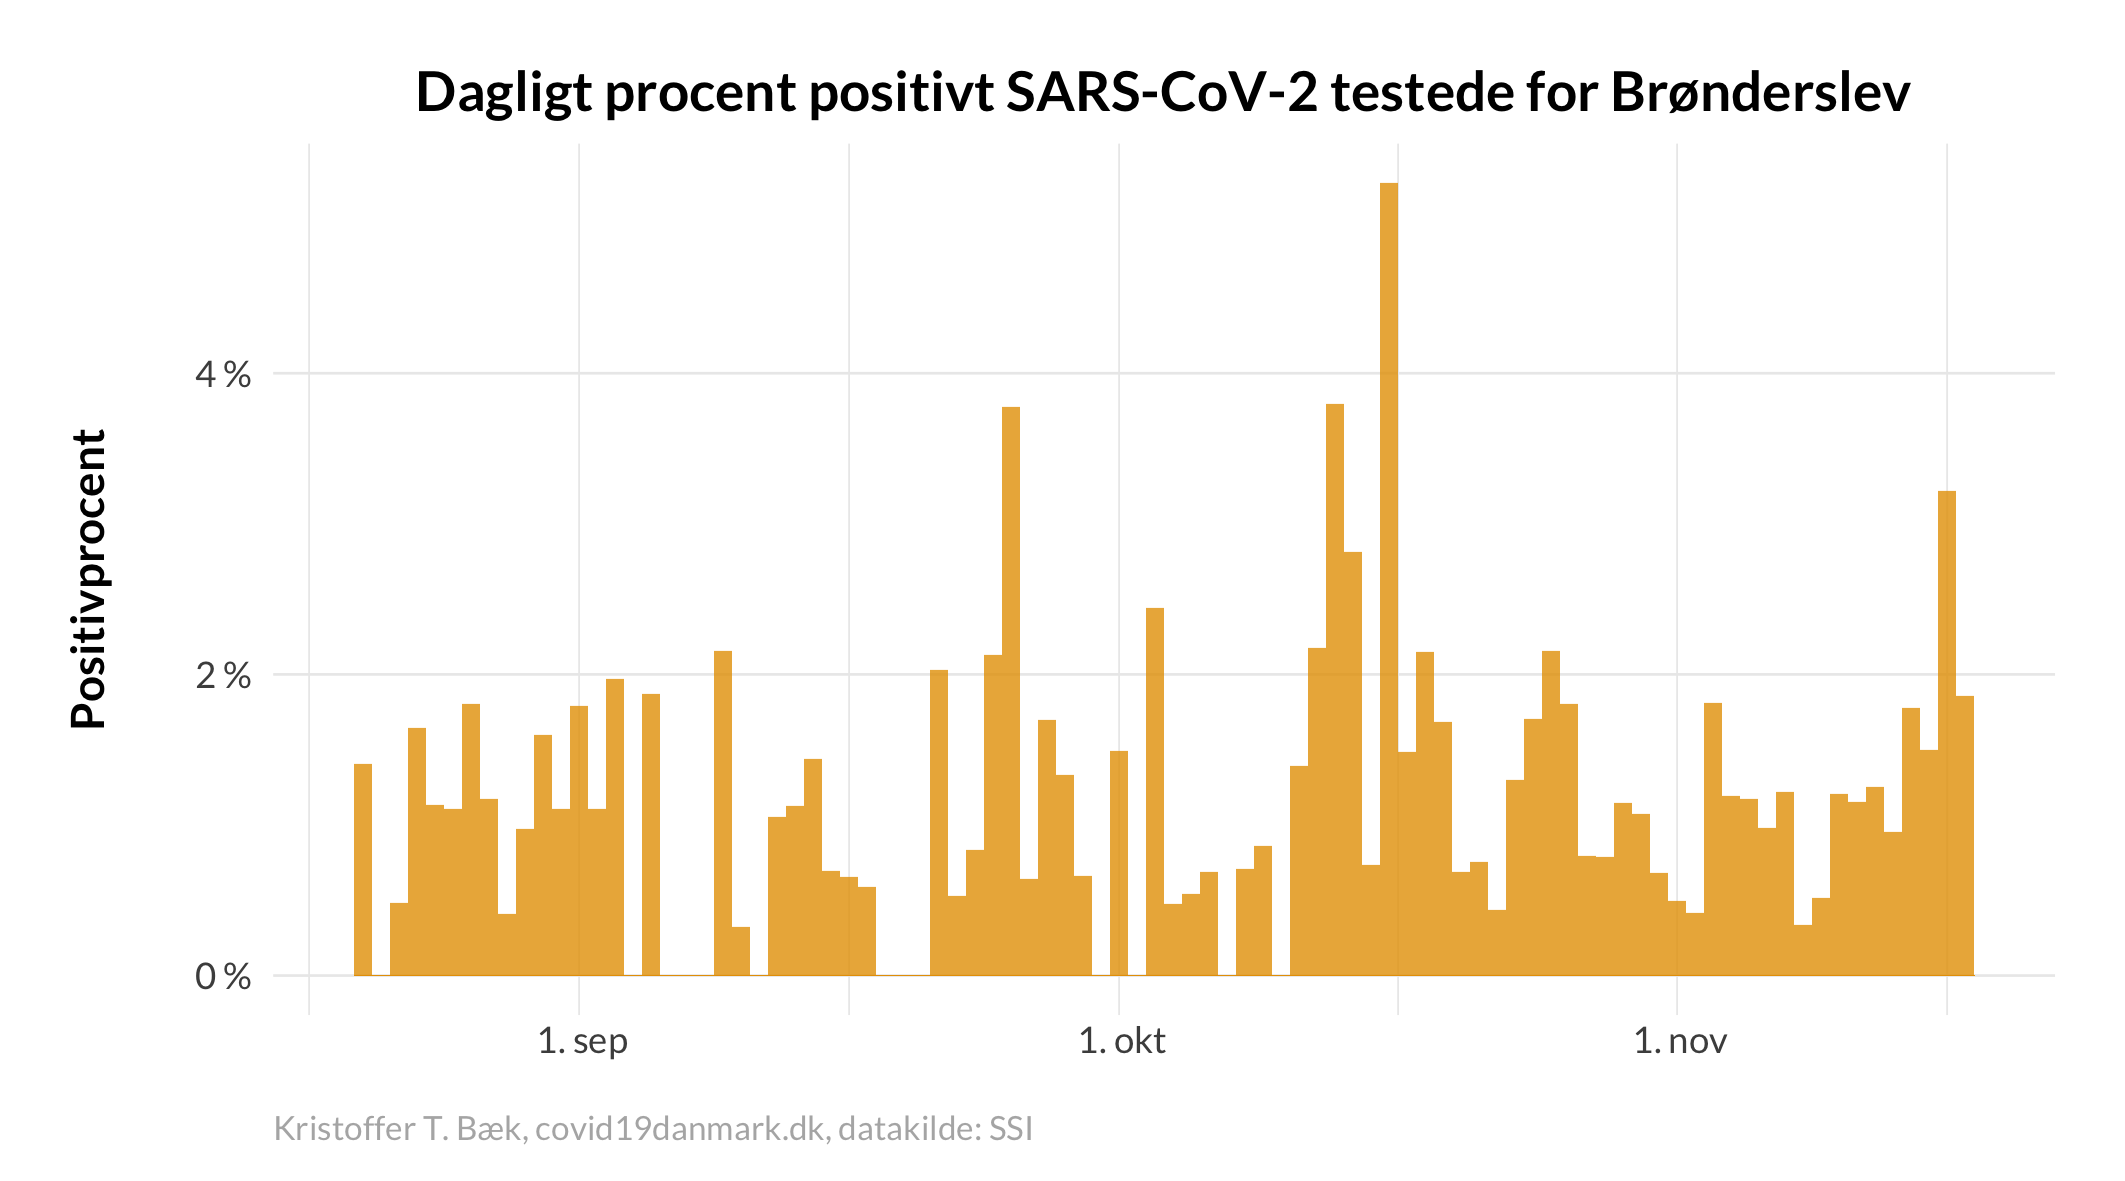 Dagligt procent positivt SARS-CoV-2 testede for Brønderslev
Positivprocent
4 %
2 %
0 %
1. sep
1. okt
1. nov
Kristoffer T. Bæk, covid19danmark.dk, datakilde: SSI